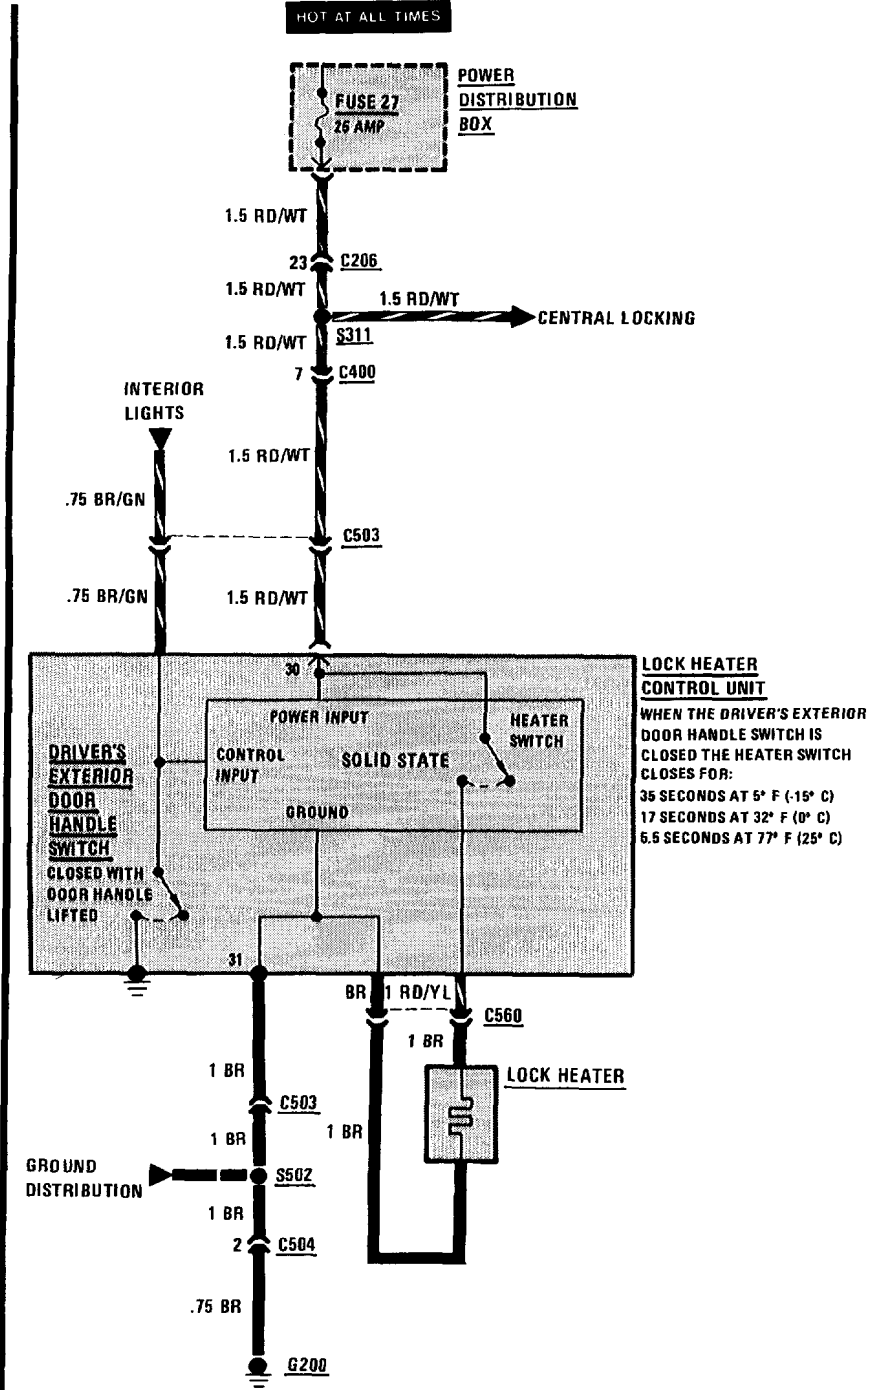 HOT AT ALL TIMES
POWER
DISTRIBUTION
BOX
FUSE 27
25 AMP
1.5 RD/WT
23 C206
1.5 RD/WT
1.5 RD/WT
CENTRAL LOCKING
S311
1.5 RD/WT
7 C400
INTERIOR
LIGHTS
1.5 RD/WT
.75 BR/GN
C503
.75 BR/GN
1.5 RD/WT
30
LOCK HEATER
CONTROL UNIT
WHEN THE DRIVER'S EXTERIOR
DOOR HANDLE SWITCH IS
CLOSED THE HEATER SWITCH
CLOSES FOR:
35 SECONDS AT 5° F (-15° C)
17 SECONDS AT 32° F (0° C)
5.5 SECONDS AT 77° F (25° C)
POWER INPUT
HEATER
SWITCH
CONTROL
INPUT
SOLID STATE
GROUND
DRIVER'S
EXTERIOR
DOOR
HANDLE
SWITCH
CLOSED WITH
DOOR HANDLE
LIFTED
31
BR
1 RD/YL
C560
1 BR
LOCK HEATER
1 BR
C503
1 BR
1 BR
GROUND
DISTRIBUTION
S502
1 BR
2 C504
.75 BR
G200